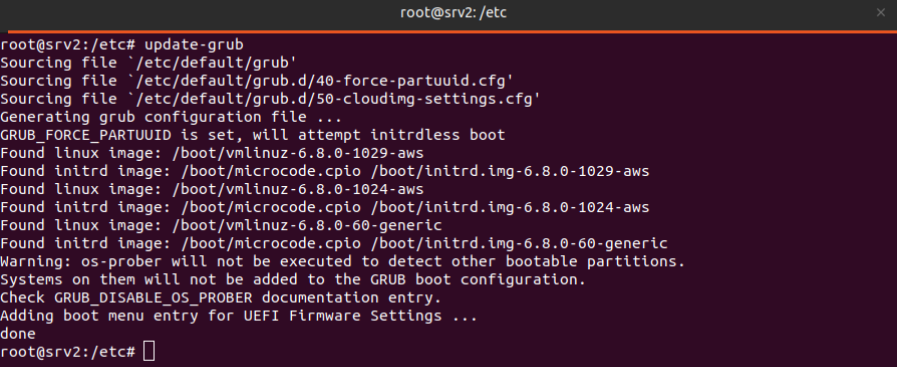 root@srv2: /etc
root@srv2:/etc# update-grub
Sourcing file `/etc/default/grub'
Sourcing file `/etc/default/grub.d/40-force-partuuid.cfg'
Sourcing file `/etc/default/grub.d/50-cloudimg-settings.cfg'
Generating grub configuration file ...
GRUB_FORCE_PARTUUID is set, will attempt initrdless boot
Found linux image: /boot/vmlinuz-6.8.0-1029-aws
Found initrd image: /boot/microcode.cpio /boot/initrd.img-6.8.0-1029-aws
Found linux image: /boot/vmlinuz-6.8.0-1024-aws
Found initrd image: /boot/microcode.cpio /boot/initrd.img-6.8.0-1024-aws
Found linux image: /boot/vmlinuz-6.8.0-60-generic
Found initrd image: /boot/microcode.cpio /boot/initrd.img-6.8.0-60-generic
Warning: os-prober will not be executed to detect other bootable partitions.
Systems on them will not be added to the GRUB boot configuration.
Check GRUB_DISABLE_OS_PROBER documentation entry.
Adding boot menu entry for UEFI Firmware Settings ...
done
root@srv2:/etc#